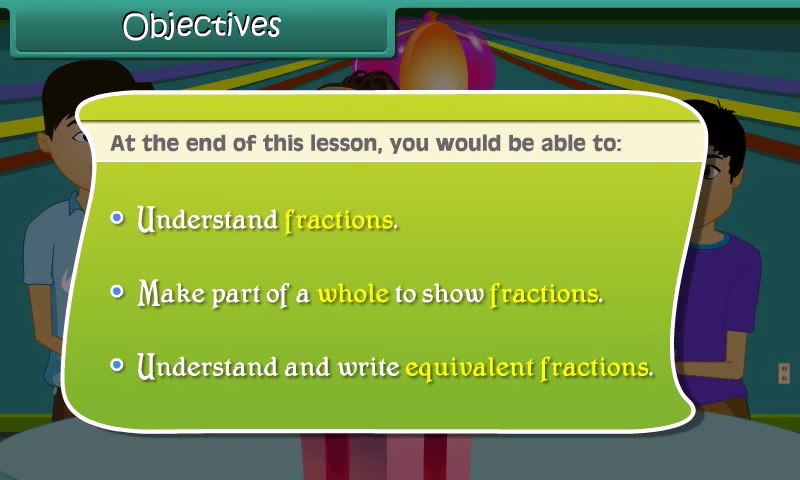 Objectives
At the end of this lesson, you would be able to:
Understand fractions.
Make part of a whole to show fractions.
Understand and write equivalent fractions.